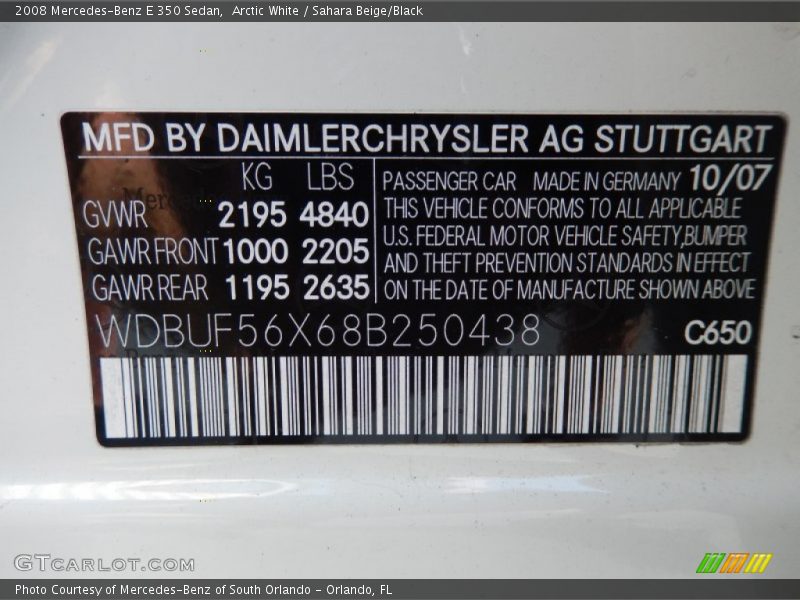 2008 Mercedes-Benz E 350 Sedan, Arctic White / Sahara Beige/Black
MFD BY DAIMLERCHRYSLER AG STUTTGART
KG LBS
GVWR 2195 4840
GAWR FRONT 1000 2205
GAWR REAR 1195 2635
PASSENGER CAR MADE IN GERMANY 10/07
THIS VEHICLE CONFORMS TO ALL APPLICABLE
U.S. FEDERAL MOTOR VEHICLE SAFETY,BUMPER
AND THEFT PREVENTION STANDARDS IN EFFECT
ON THE DATE OF MANUFACTURE SHOWN ABOVE
WDBUF56X68B250438 C650
GTCARLOT.COM
Photo Courtesy of Mercedes-Benz of South Orlando - Orlando, FL